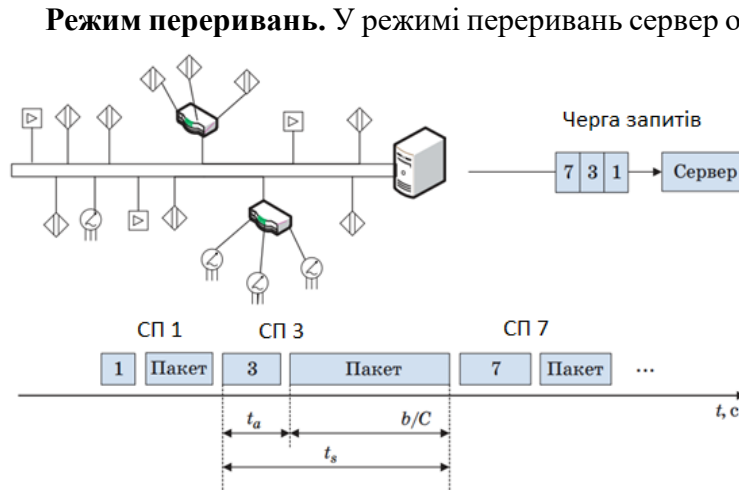 Режим переривань. У режимі переривань сервер о
Черга запитів
7 3 1 Сервер
СП 1 СП 3 СП 7
1 Пакет 3 Пакет 7 Пакет ...
t, с
tₐ b/C
tₛ